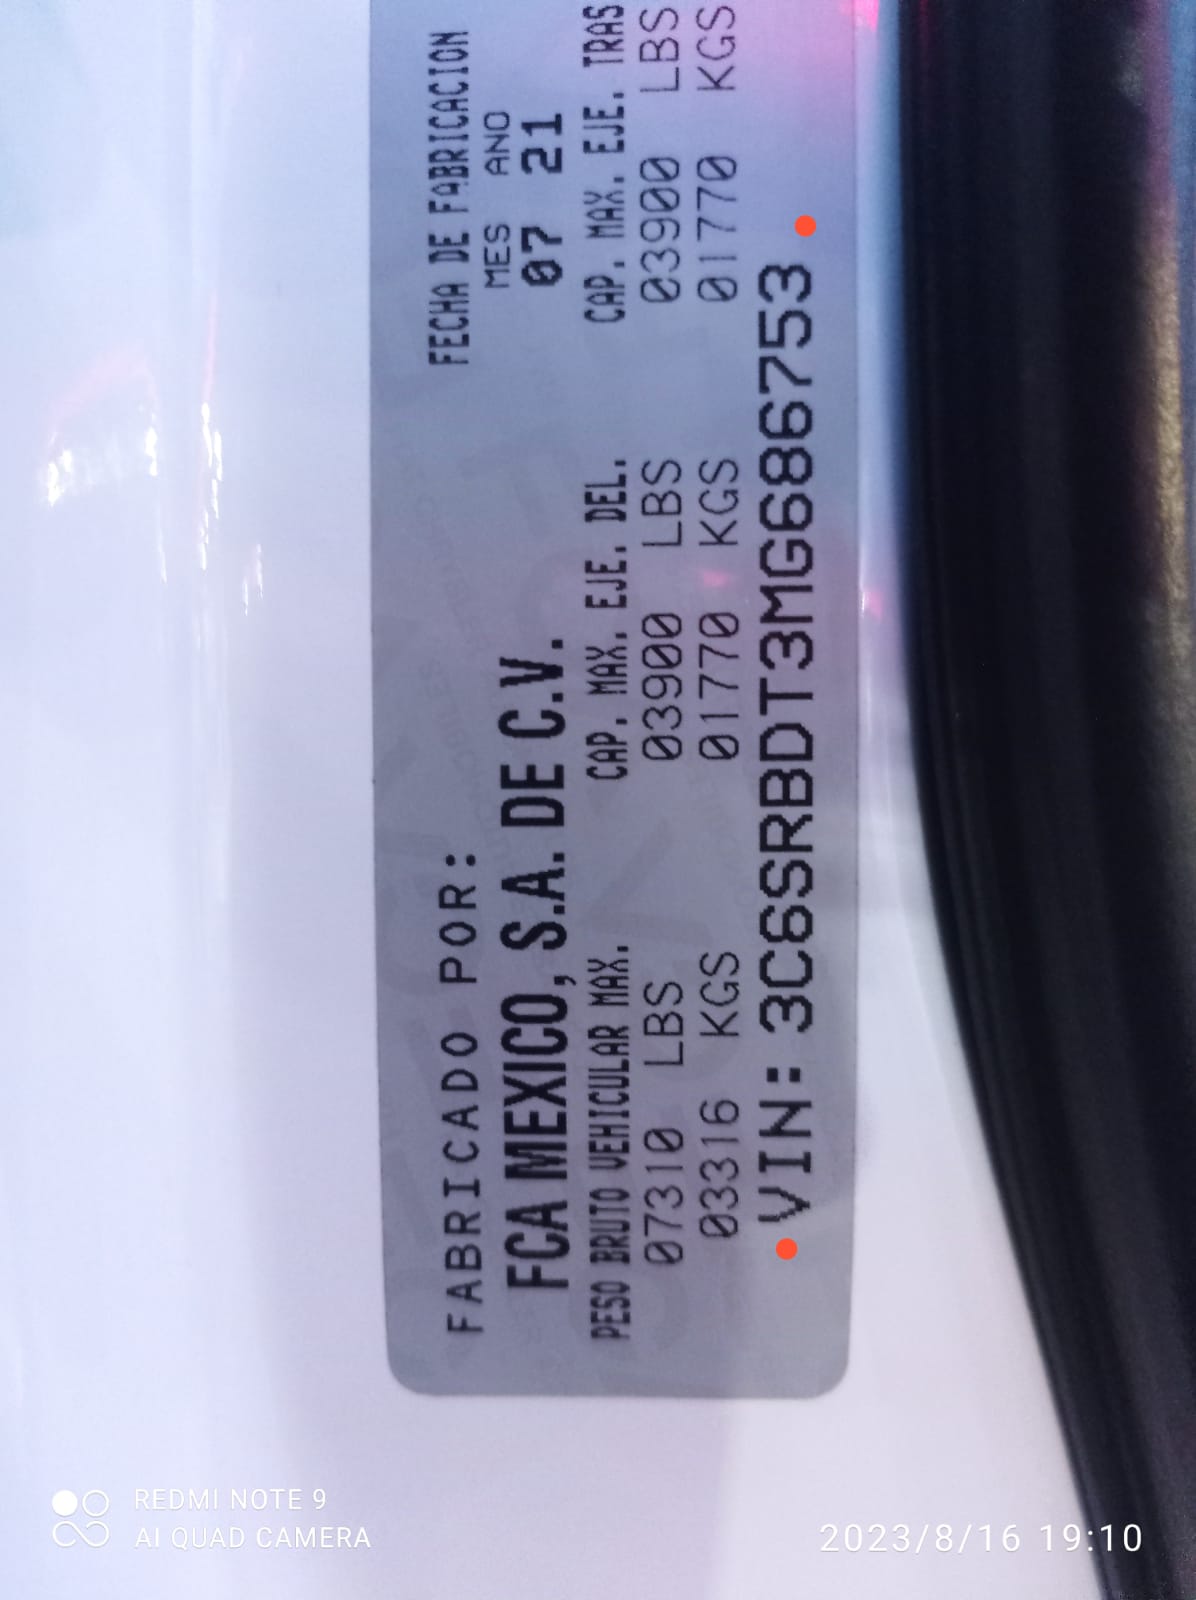 FABRICADO POR:
FECHA DE FABRICACION
MES ANO
FCA MEXICO, S.A. DE C.V.
07 21
PESO BRUTO VEHICULAR MAX.
CAP. MAX. EJE. DEL.
CAP. MAX. EJE. TRAS
07310 LBS
03900 LBS
03900 LBS
03316 KGS
01770 KGS
01770 KGS
VIN: 3C6SRBDT3MG686753
REDMI NOTE 9
AI QUAD CAMERA
2023/8/16 19:10